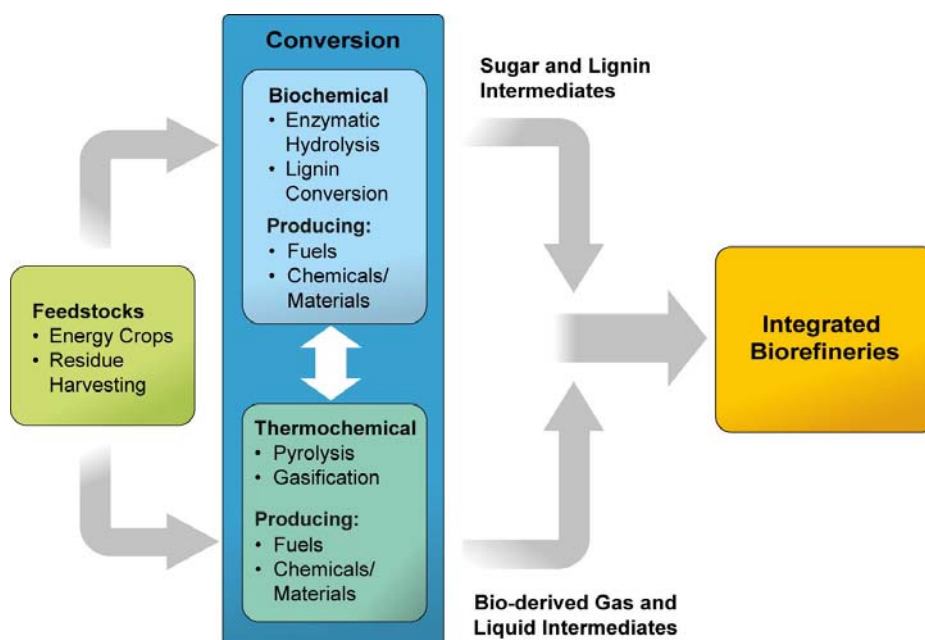 Conversion
Biochemical
• Enzymatic
Hydrolysis
• Lignin
Conversion
Producing:
• Fuels
• Chemicals/
Materials
Sugar and Lignin
Intermediates
Feedstocks
• Energy Crops
• Residue
Harvesting
Integrated
Biorefineries
Thermochemical
• Pyrolysis
• Gasification
Producing:
• Fuels
• Chemicals/
Materials
Bio-derived Gas and
Liquid Intermediates